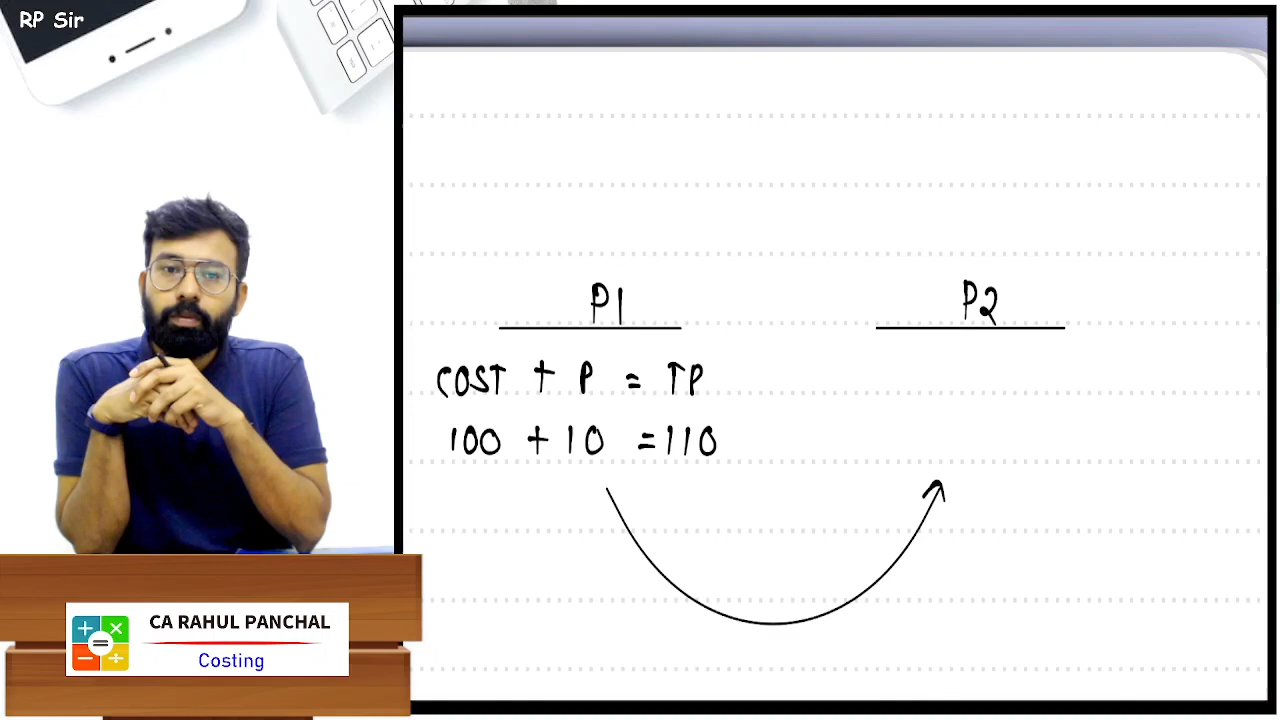 RP Sir
P1
P2
COST + P = TP
100 + 10 = 110
+ ×
=
− ÷
CA RAHUL PANCHAL
Costing